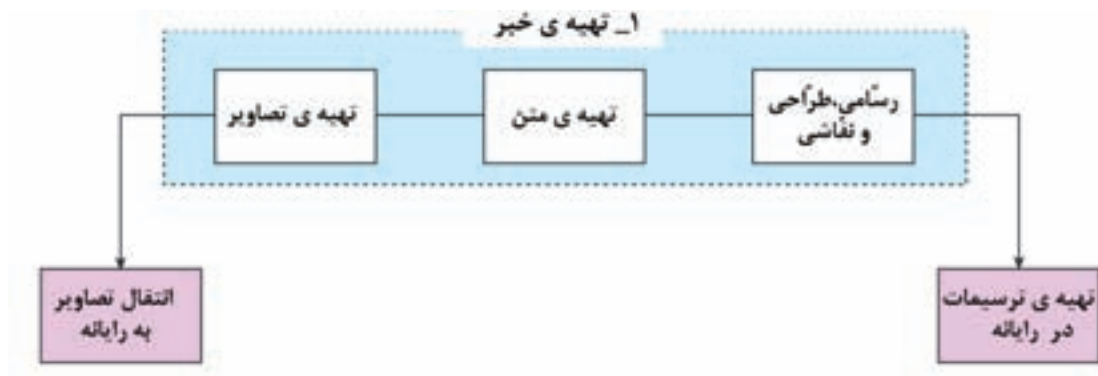 ۱_ تهیه ی خبر
رسّامی،طرّاحی
و نقّاشی
تهیه ی متن
تهیه ی تصاویر
تهیه ی ترسیمات
در رایانه
انتقال تصاویر
به رایانه